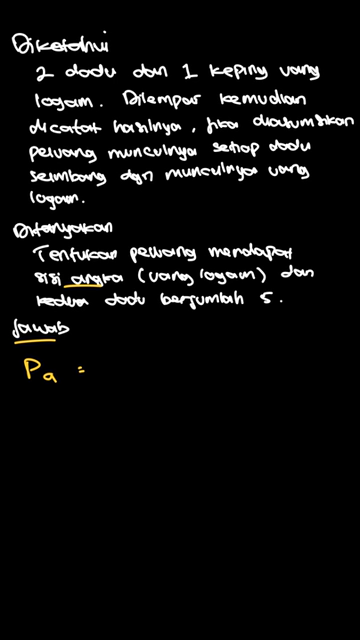 Diketahui
2 dadu dan 1 keping uang
logam. Dilempar kemudian
dicatat hasilnya, jika diasumsikan
peluang munculnya setiap dadu
seimbang dgn munculnya uang
logam.
Ditanyakan
Tentukan peluang mendapat
sisi angka (uang logam) dan
kedua dadu berjumlah 5.
Jawab
Pa =